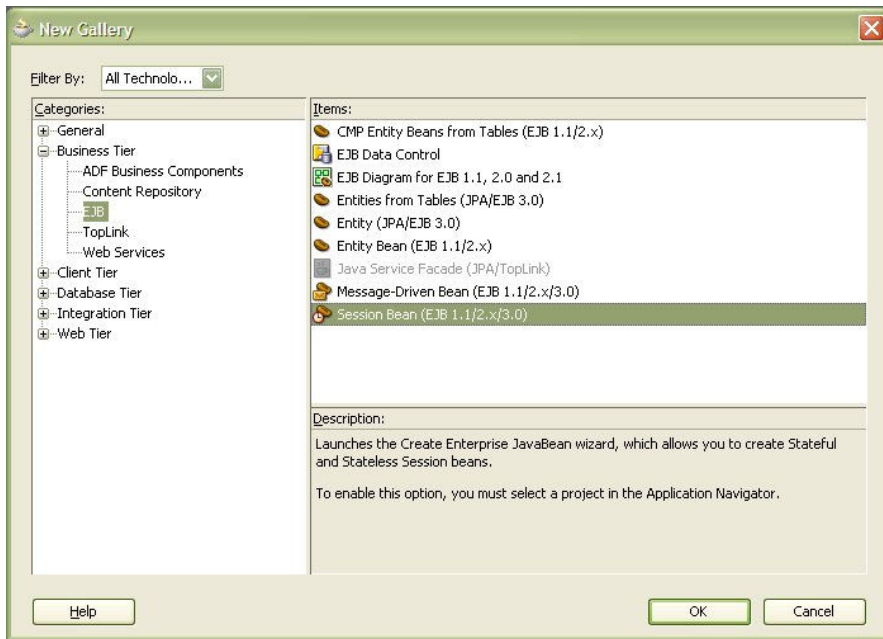 New Gallery
Filter By: All Technolo...
Categories:
General
Business Tier
ADF Business Components
Content Repository
EJB
TopLink
Web Services
Client Tier
Database Tier
Integration Tier
Web Tier
Items:
CMP Entity Beans from Tables (EJB 1.1/2.x)
EJB Data Control
EJB Diagram for EJB 1.1, 2.0 and 2.1
Entities from Tables (JPA/EJB 3.0)
Entity (JPA/EJB 3.0)
Entity Bean (EJB 1.1/2.x)
Java Service Facade (JPA/TopLink)
Message-Driven Bean (EJB 1.1/2.x/3.0)
Session Bean (EJB 1.1/2.x/3.0)
Description:
Launches the Create Enterprise JavaBean wizard, which allows you to create Stateful
and Stateless Session beans.
To enable this option, you must select a project in the Application Navigator.
Help
OK
Cancel